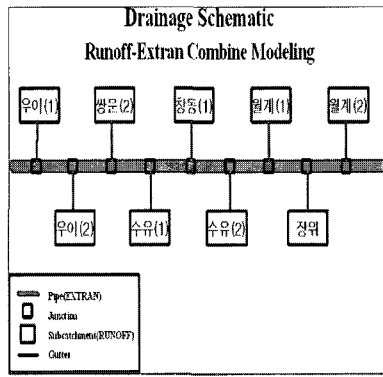 Drainage Schematic
Runoff-Extran Combine Modeling
우이(1) 쌍문(2) 창동(1) 월계(1) 월계(2)
우이(2) 수유(1) 수유(2) 장위
Pipe(EXTRAN)
Junction
Subcatchment(RUNOFF)
Gutter